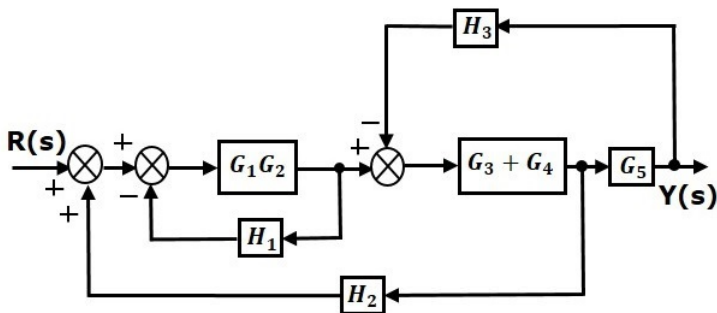 H₃
−
R(s)
+
+
G₁G₂
G₃ + G₄
G₅
+
−
+
Y(s)
H₁
H₂